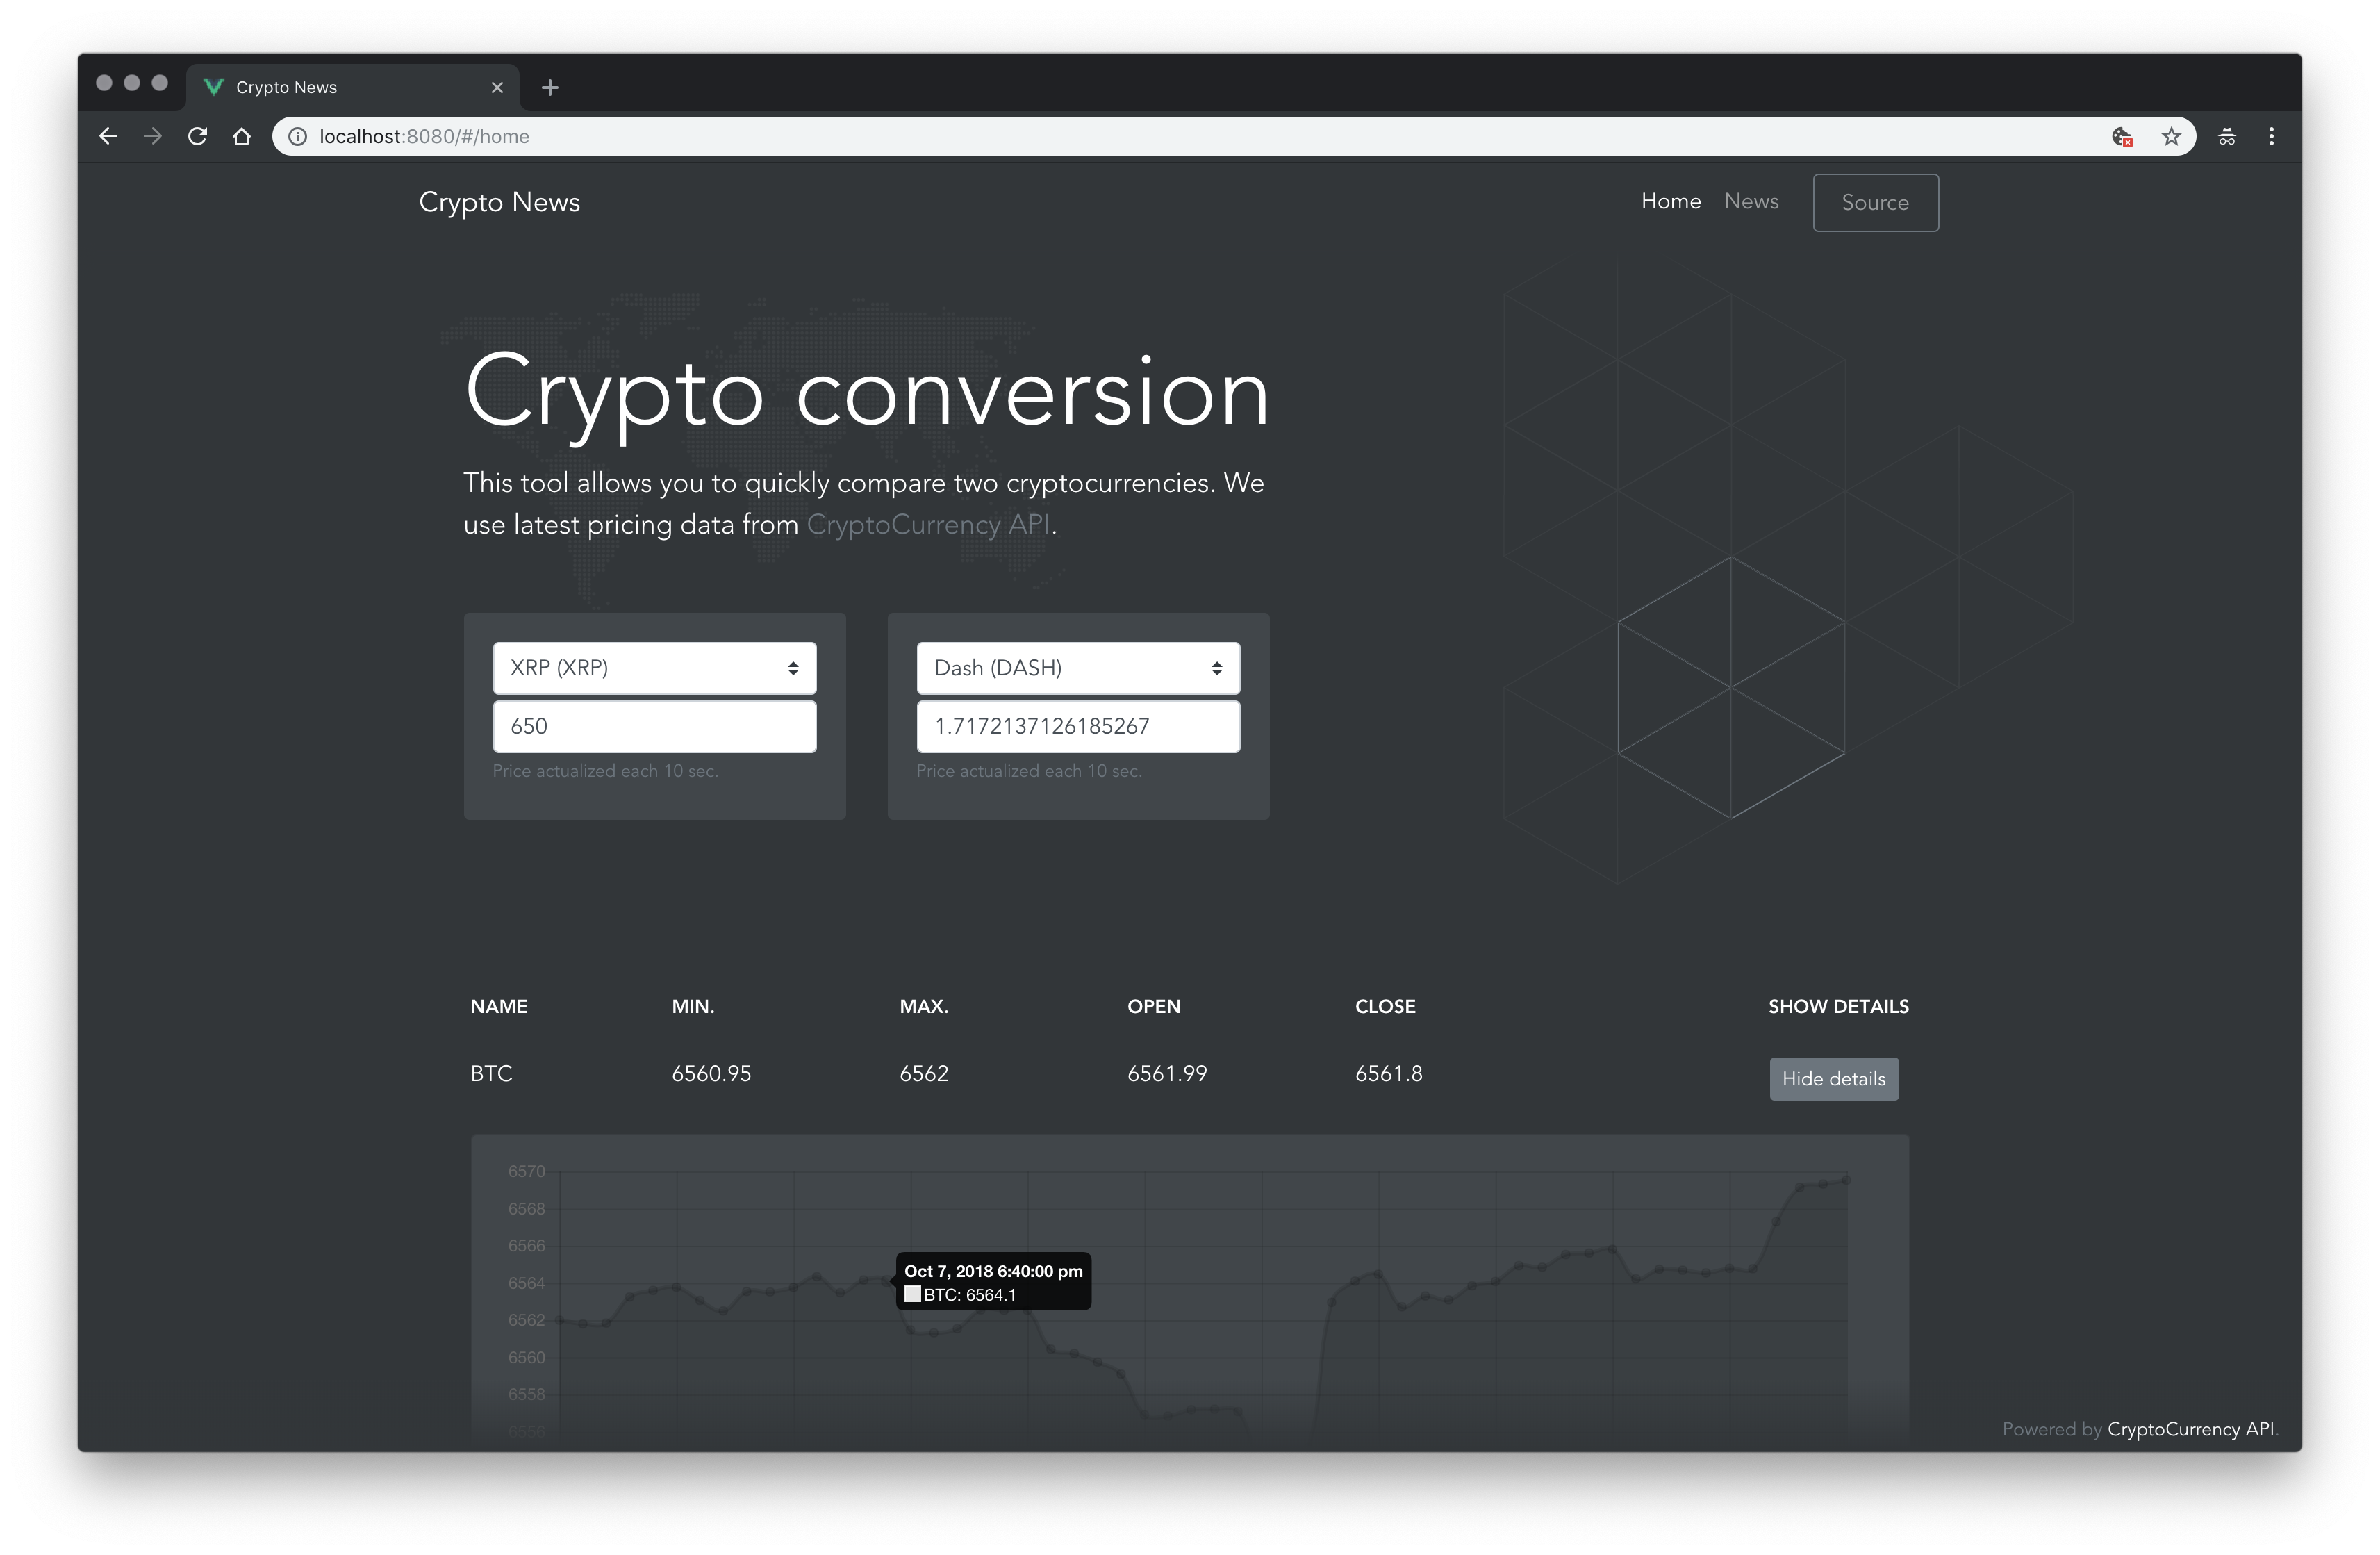 Crypto News
localhost:8080/#/home
Crypto News
Home
News
Source
Crypto conversion
This tool allows you to quickly compare two cryptocurrencies. We
use latest pricing data from CryptoCurrency API.
XRP (XRP)
Dash (DASH)
650
1.7172137126185267
Price actualized each 10 sec.
Price actualized each 10 sec.
NAME MIN. MAX. OPEN CLOSE SHOW DETAILS
BTC 6560.95 6562 6561.99 6561.8 Hide details
6570
6568
6566
Oct 7, 2018 6:40:00 pm
6564
BTC: 6564.1
6562
6560
6558
6556
Powered by CryptoCurrency API.